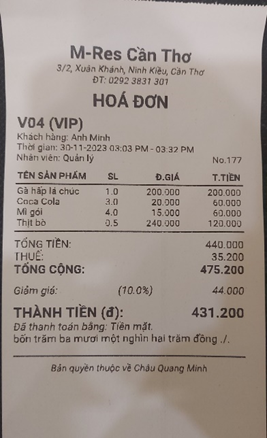 M-Res Cần Thơ
3/2, Xuân Khánh, Ninh Kiều, Cần Thơ
ĐT: 0292 3831 301
HOÁ ĐƠN
V04 (VIP)
Khách hàng: Anh Minh
Thời gian: 30-11-2023 03:03 PM - 03:32 PM
Nhân viên: Quản lý No.177
TÊN SẢN PHẨM SL Đ.GIÁ T.TIỀN
Gà hấp lá chúc 1.0 200.000 200.000
Coca Cola 3.0 20.000 60.000
Mì gói 4.0 15.000 60.000
Thịt bò 0.5 240.000 120.000
TỔNG TIỀN: 440.000
THUẾ: 35.200
TỔNG CỘNG: 475.200
Giảm giá: (10.0%) 44.000
THÀNH TIỀN (đ): 431.200
Đã thanh toán bằng: Tiền mặt.
bốn trăm ba mươi một nghìn hai trăm đồng ./.
Bản quyền thuộc về Châu Quang Minh